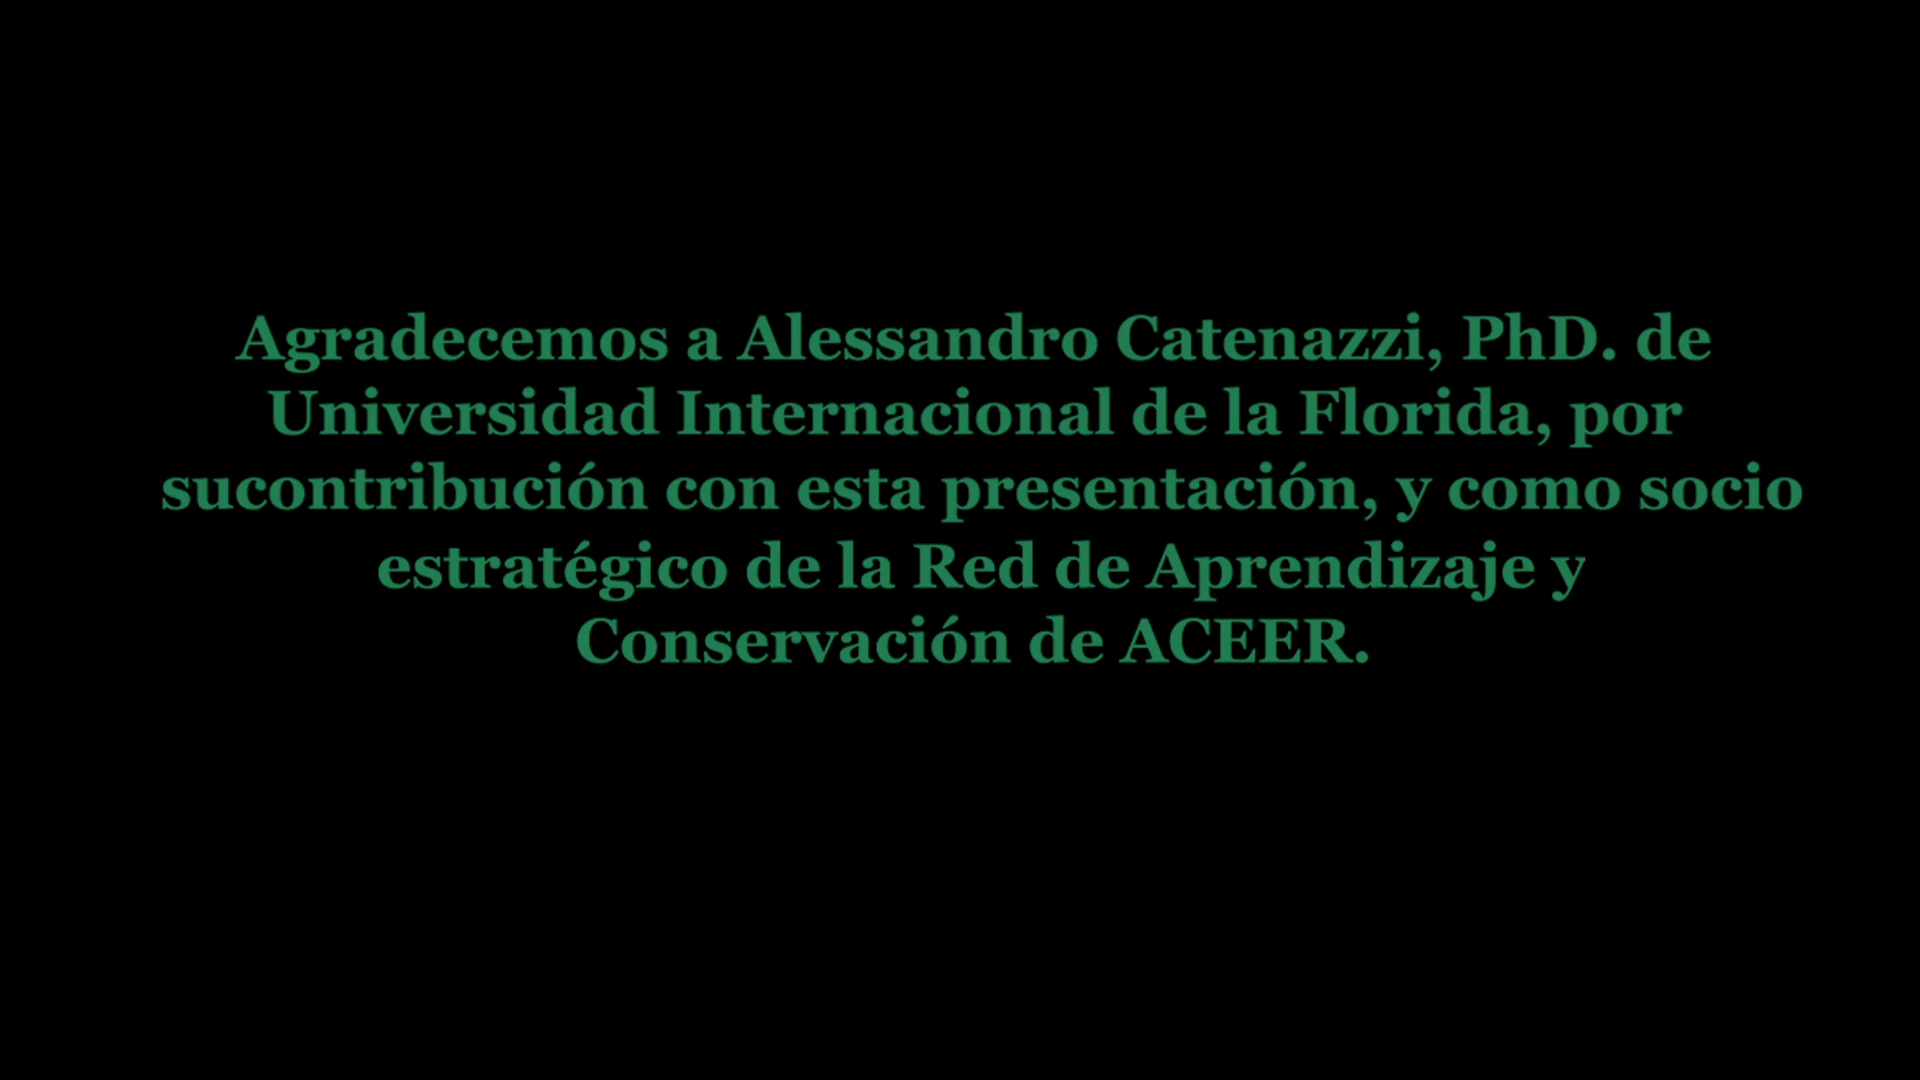 Agradecemos a Alessandro Catenazzi, PhD. de
Universidad Internacional de la Florida, por
sucontribución con esta presentación, y como socio
estratégico de la Red de Aprendizaje y
Conservación de ACEER.